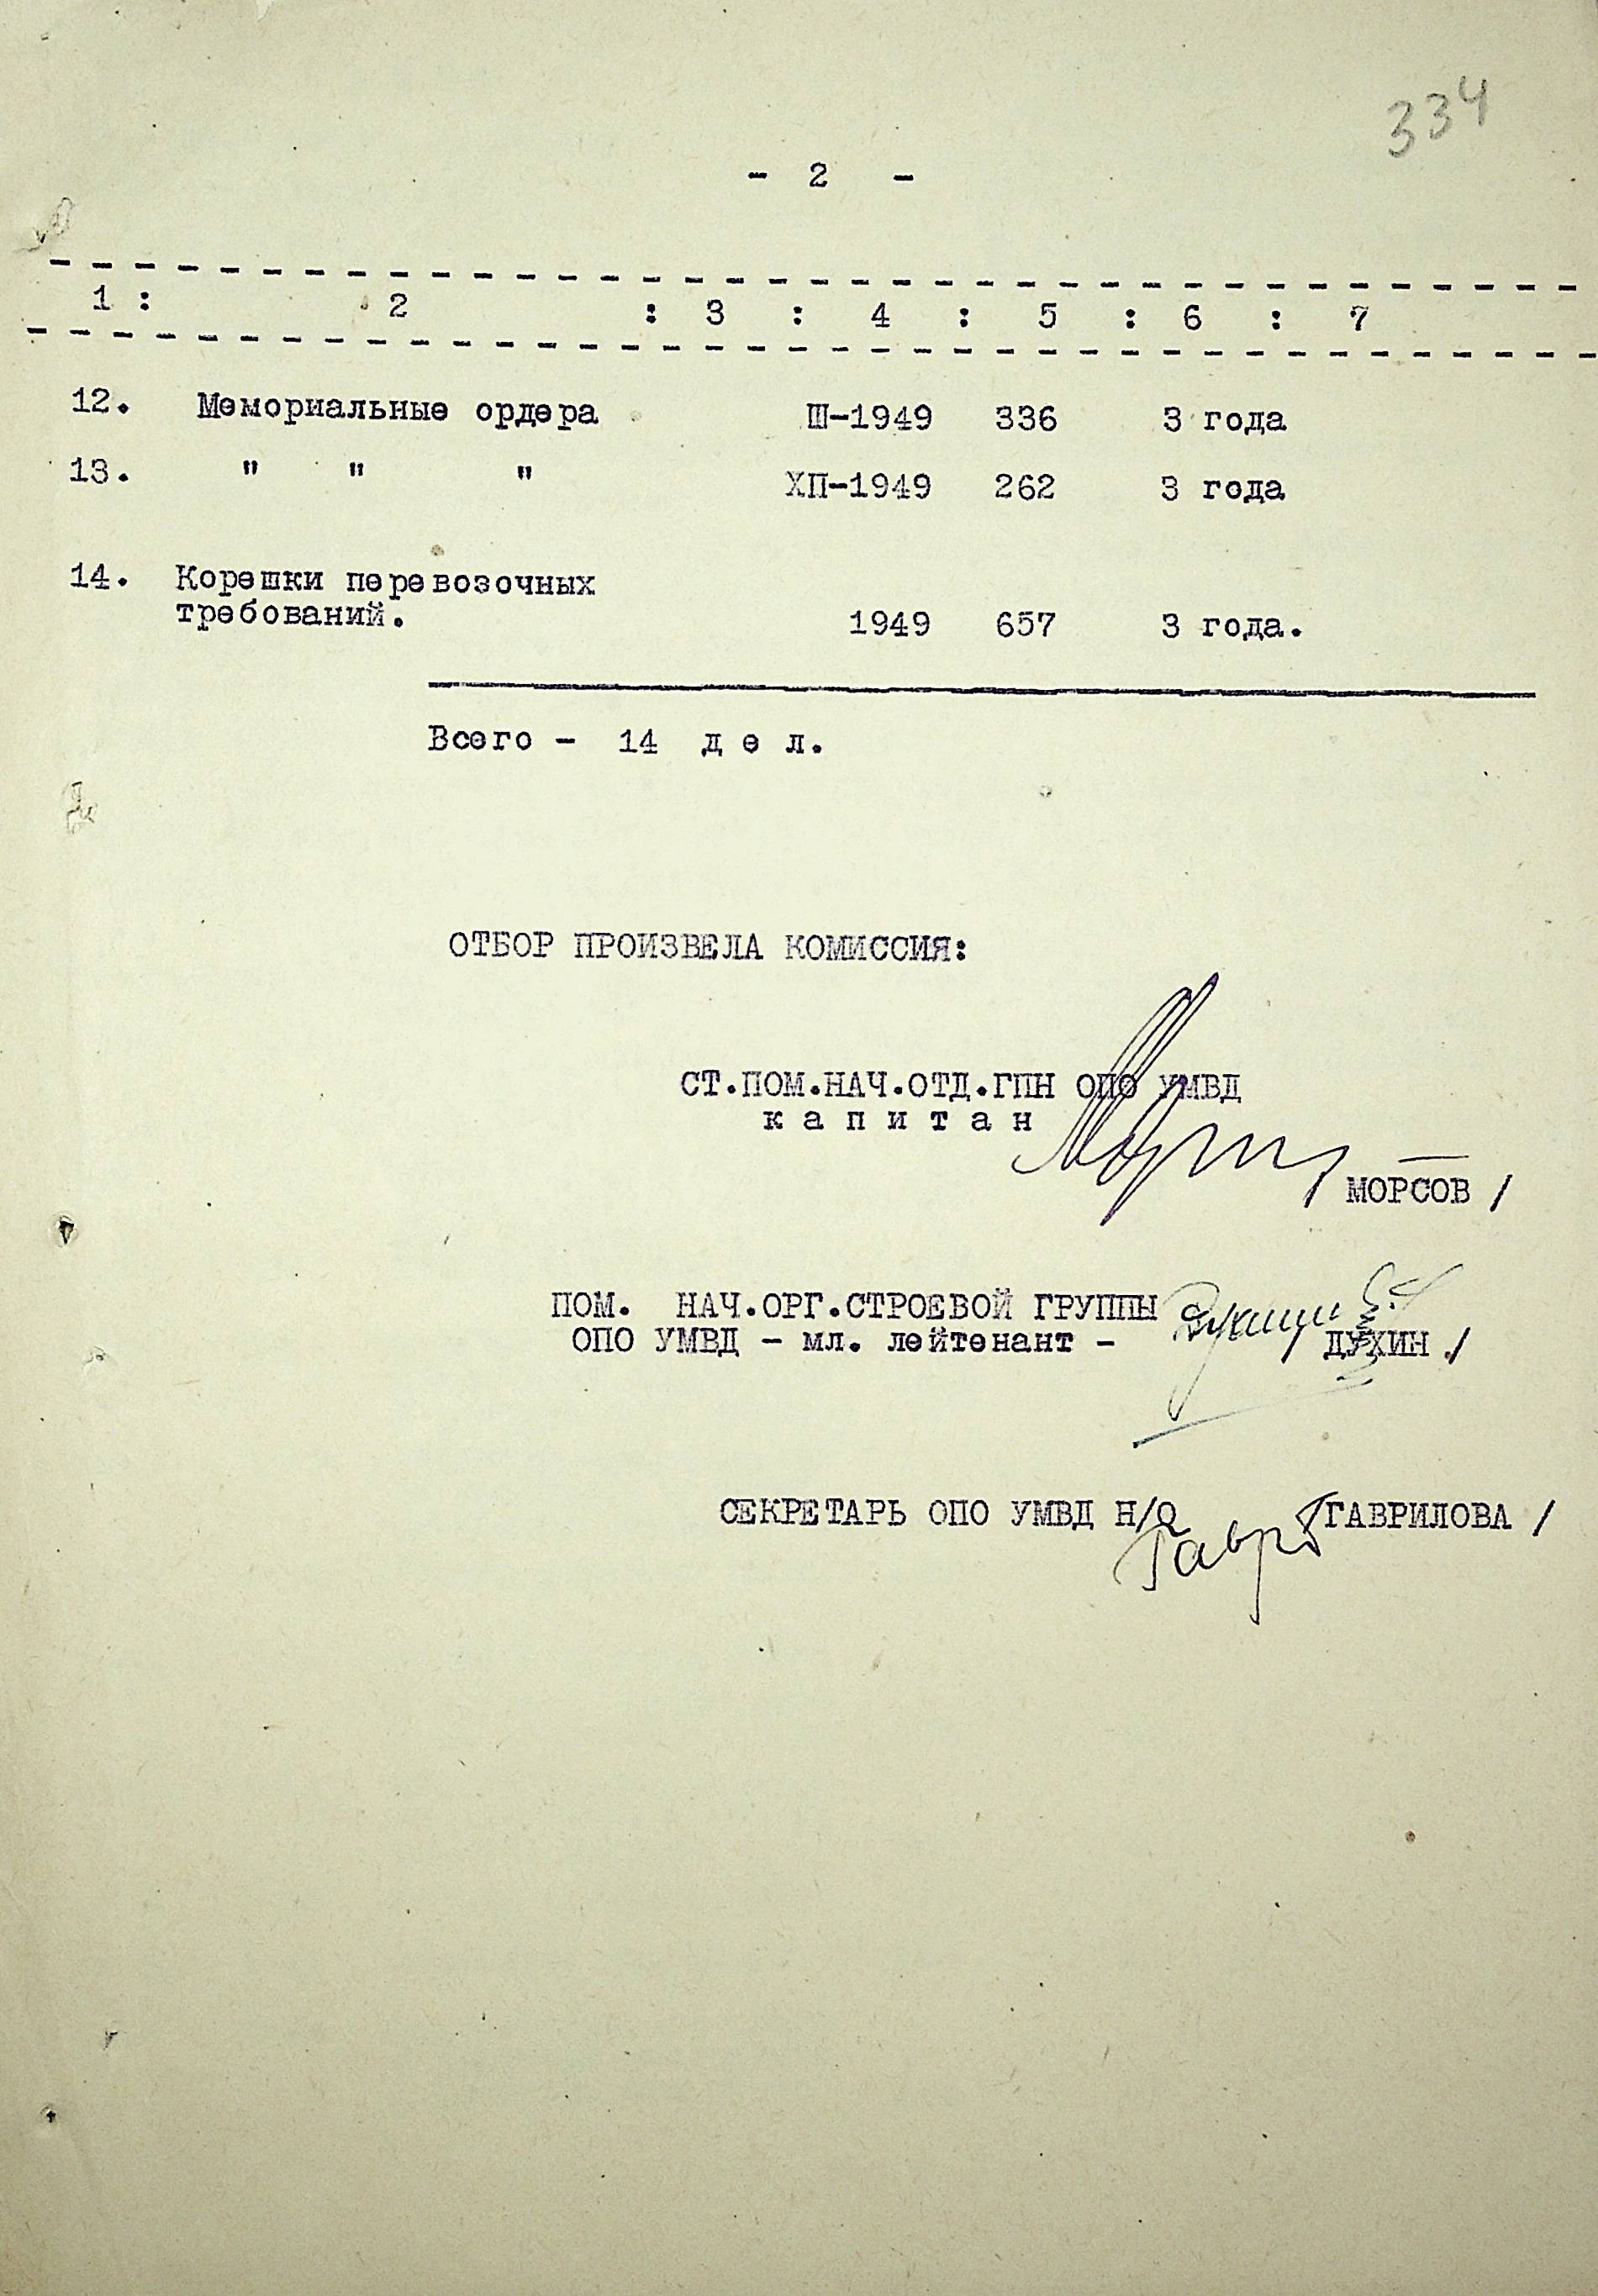 334
- 2 -
1 : 2 : 3 : 4 : 5 : 6 : 7
12. Мемориальные ордера Ш-1949 336 3 года
13. " " " ХП-1949 262 3 года
14. Корешки перевозочных
требований. 1949 657 3 года.
Всего - 14 д е л.
ОТБОР ПРОИЗВЕЛА КОМИССИЯ:
СТ.ПОМ.НАЧ.ОТД.ГПН ОПО УМВД
к а п и т а н
МОРСОВ /
ПОМ. НАЧ.ОРГ.СТРОЕВОЙ ГРУППЫ
ОПО УМВД - мл. лейтенант - ДУХИН /
СЕКРЕТАРЬ ОПО УМВД Н/О /ГАВРИЛОВА /